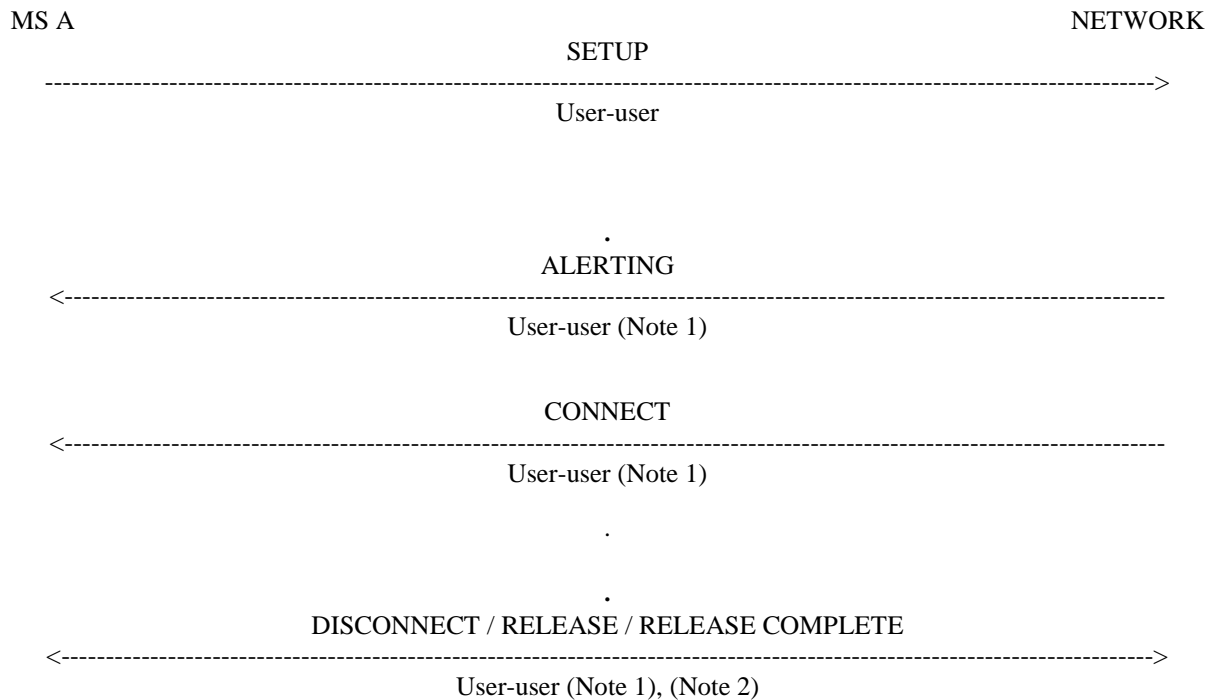 MS A NETWORK
SETUP
------------------------------------------------------------------------------------------------------------------------------>
User-user
.
ALERTING
<-----------------------------------------------------------------------------------------------------------------------------
User-user (Note 1)
CONNECT
<-----------------------------------------------------------------------------------------------------------------------------
User-user (Note 1)
.
.
DISCONNECT / RELEASE / RELEASE COMPLETE
<---------------------------------------------------------------------------------------------------------------------------->
User-user (Note 1), (Note 2)